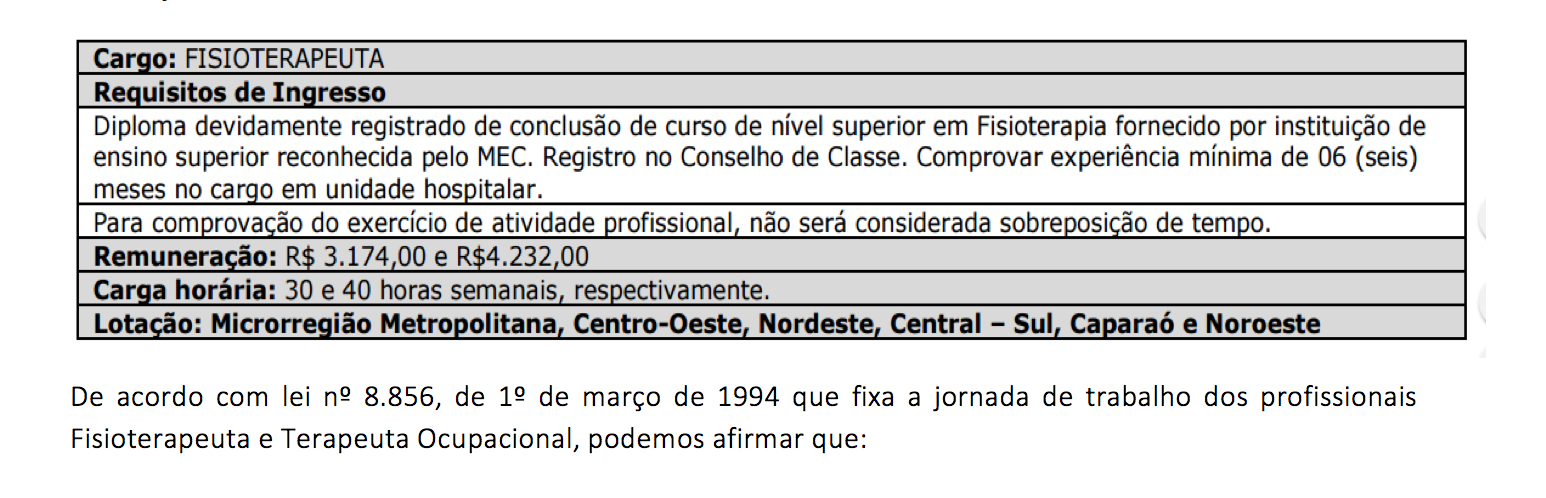 Cargo: FISIOTERAPEUTA
Requisitos de Ingresso
Diploma devidamente registrado de conclusão de curso de nível superior em Fisioterapia fornecido por instituição de
ensino superior reconhecida pelo MEC. Registro no Conselho de Classe. Comprovar experiência mínima de 06 (seis)
meses no cargo em unidade hospitalar.
Para comprovação do exercício de atividade profissional, não será considerada sobreposição de tempo.
Remuneração: R$ 3.174,00 e R$4.232,00
Carga horária: 30 e 40 horas semanais, respectivamente.
Lotação: Microrregião Metropolitana, Centro-Oeste, Nordeste, Central – Sul, Caparaó e Noroeste
De acordo com lei nº 8.856, de 1º de março de 1994 que fixa a jornada de trabalho dos profissionais
Fisioterapeuta e Terapeuta Ocupacional, podemos afirmar que: